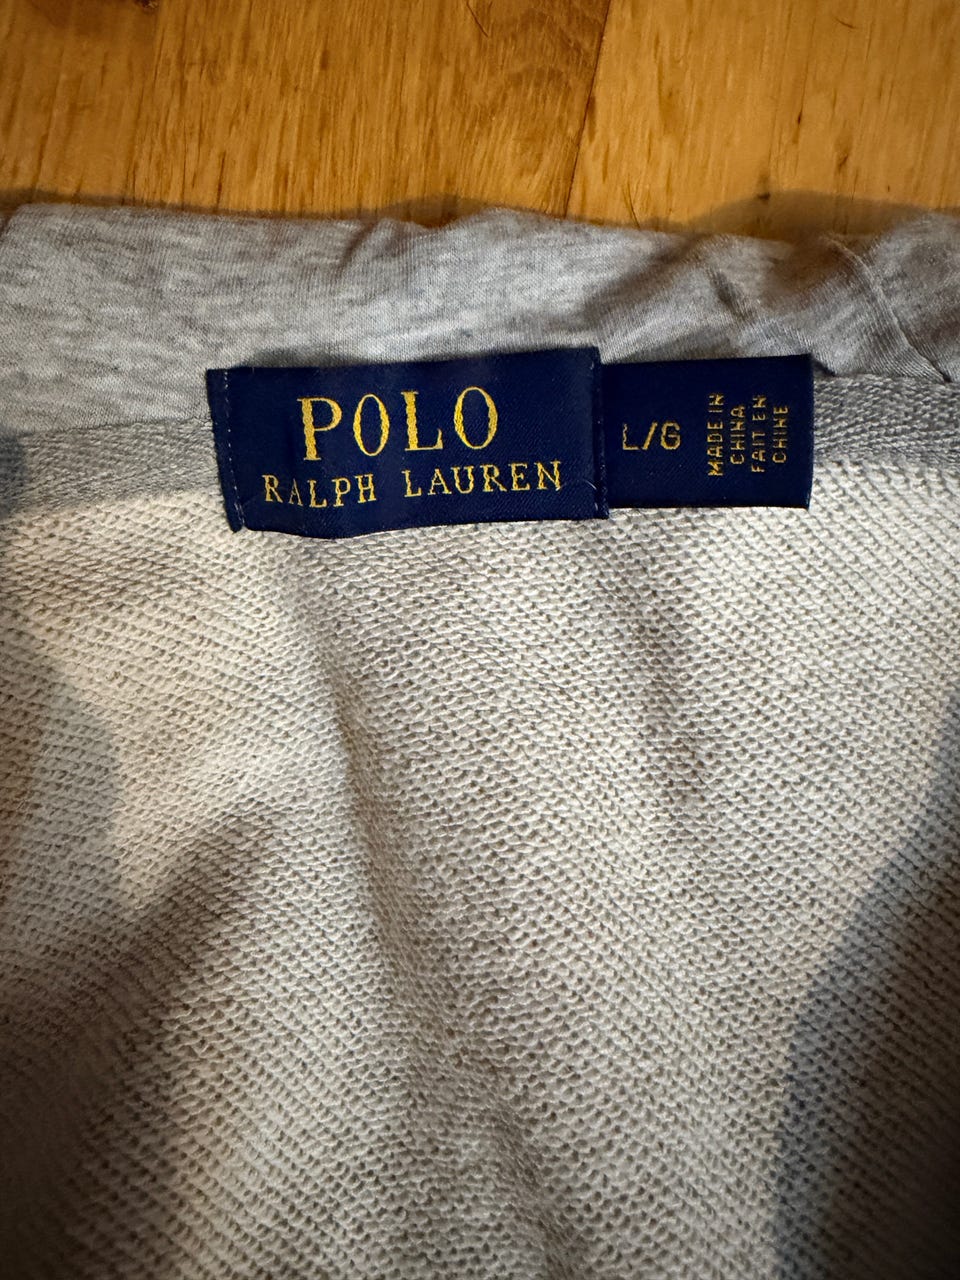 POLO
RALPH LAUREN
L/G
MADE IN
CHINA
FAIT EN
CHINE